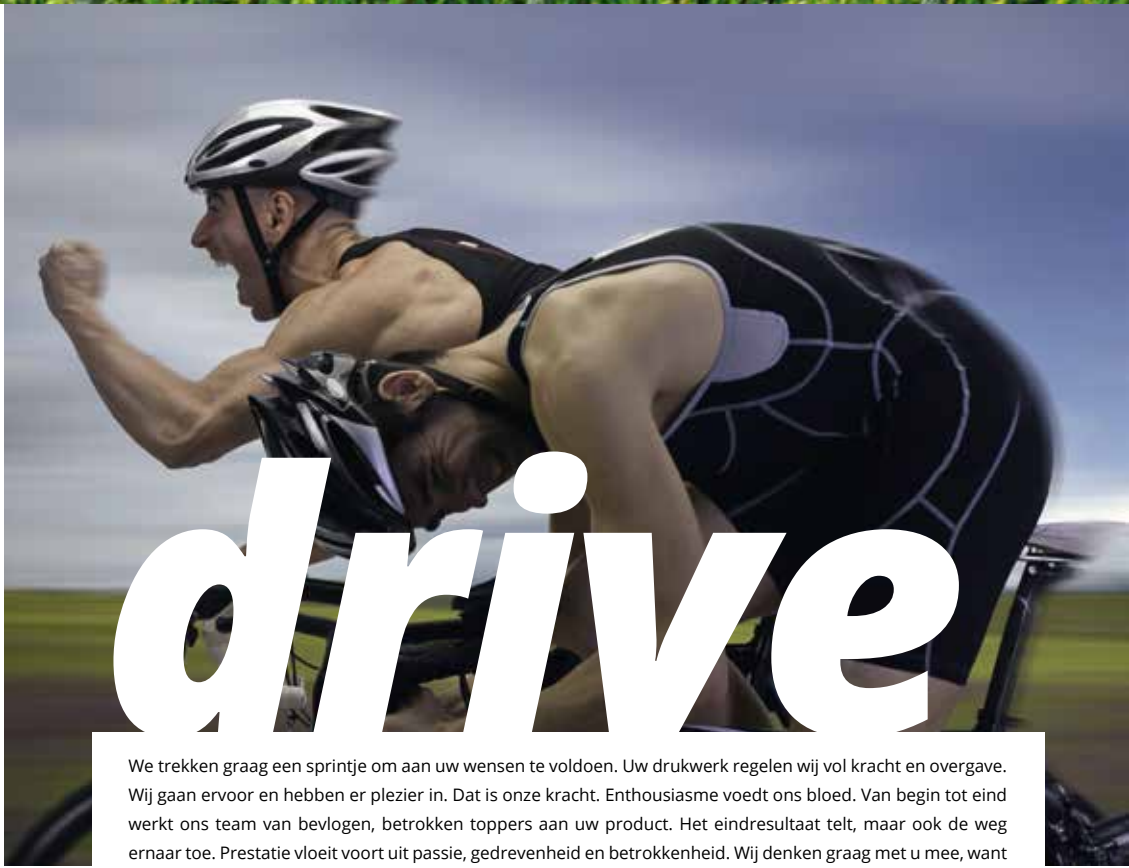 drive
We trekken graag een sprintje om aan uw wensen te voldoen. Uw drukwerk regelen wij vol kracht en overgave.
Wij gaan ervoor en hebben er plezier in. Dat is onze kracht. Enthousiasme voedt ons bloed. Van begin tot eind
werkt ons team van bevlogen, betrokken toppers aan uw product. Het eindresultaat telt, maar ook de weg
ernaar toe. Prestatie vloeit voort uit passie, gedrevenheid en betrokkenheid. Wij denken graag met u mee, want